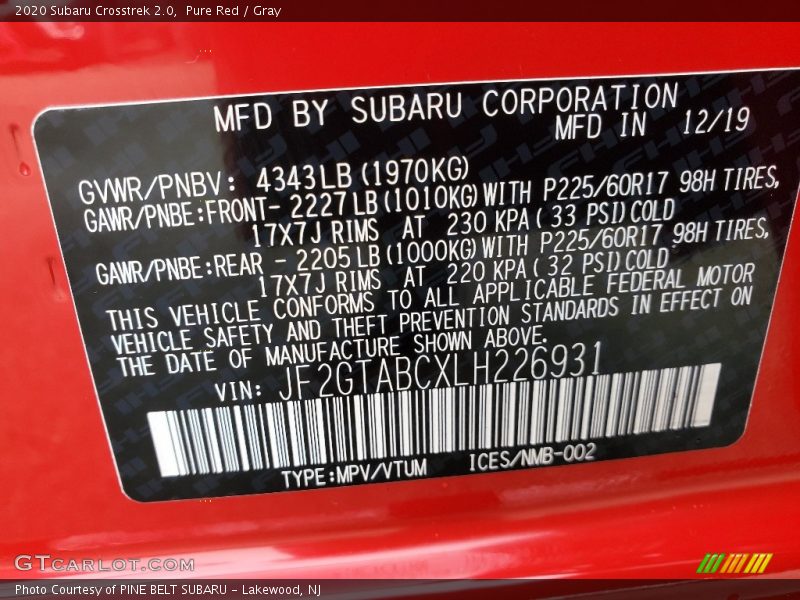 2020 Subaru Crosstrek 2.0, Pure Red / Gray
MFD BY SUBARU CORPORATION
MFD IN 12/19
GVWR/PNBV: 4343LB(1970KG)
GAWR/PNBE:FRONT- 2227LB(1010KG)WITH P225/60R17 98H TIRES,
17X7J RIMS AT 230 KPA( 33 PSI)COLD
GAWR/PNBE:REAR - 2205LB(1000KG)WITH P225/60R17 98H TIRES,
17X7J RIMS AT 220 KPA( 32 PSI)COLD
THIS VEHICLE CONFORMS TO ALL APPLICABLE FEDERAL MOTOR
VEHICLE SAFETY AND THEFT PREVENTION STANDARDS IN EFFECT ON
THE DATE OF MANUFACTURE SHOWN ABOVE.
VIN: JF2GTABCXLH226931
TYPE:MPV/VTUM ICES/NMB-002
GTCARLOT.COM
Photo Courtesy of PINE BELT SUBARU - Lakewood, NJ